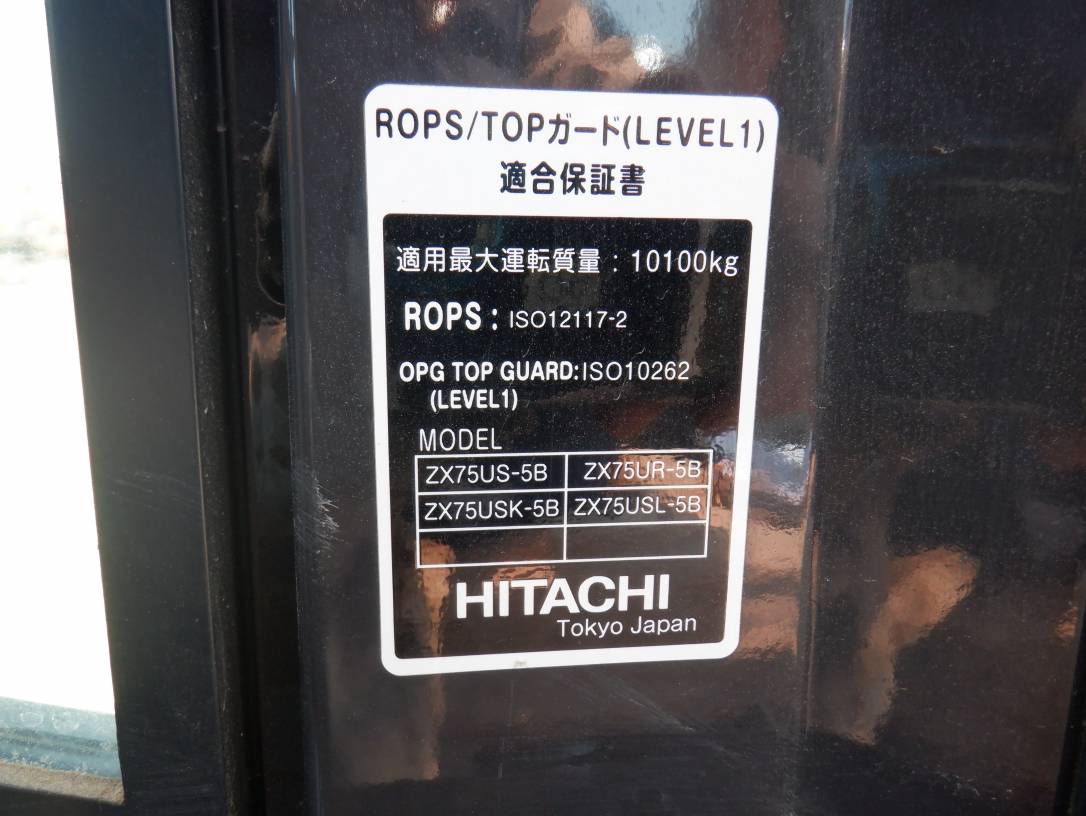 ROPS/TOPガード(LEVEL1)
適合保証書
適用最大運転質量：10100kg
ROPS：ISO12117-2
OPG TOP GUARD:ISO10262
(LEVEL1)
MODEL
ZX75US-5B ZX75UR-5B
ZX75USK-5B ZX75USL-5B
HITACHI
Tokyo Japan